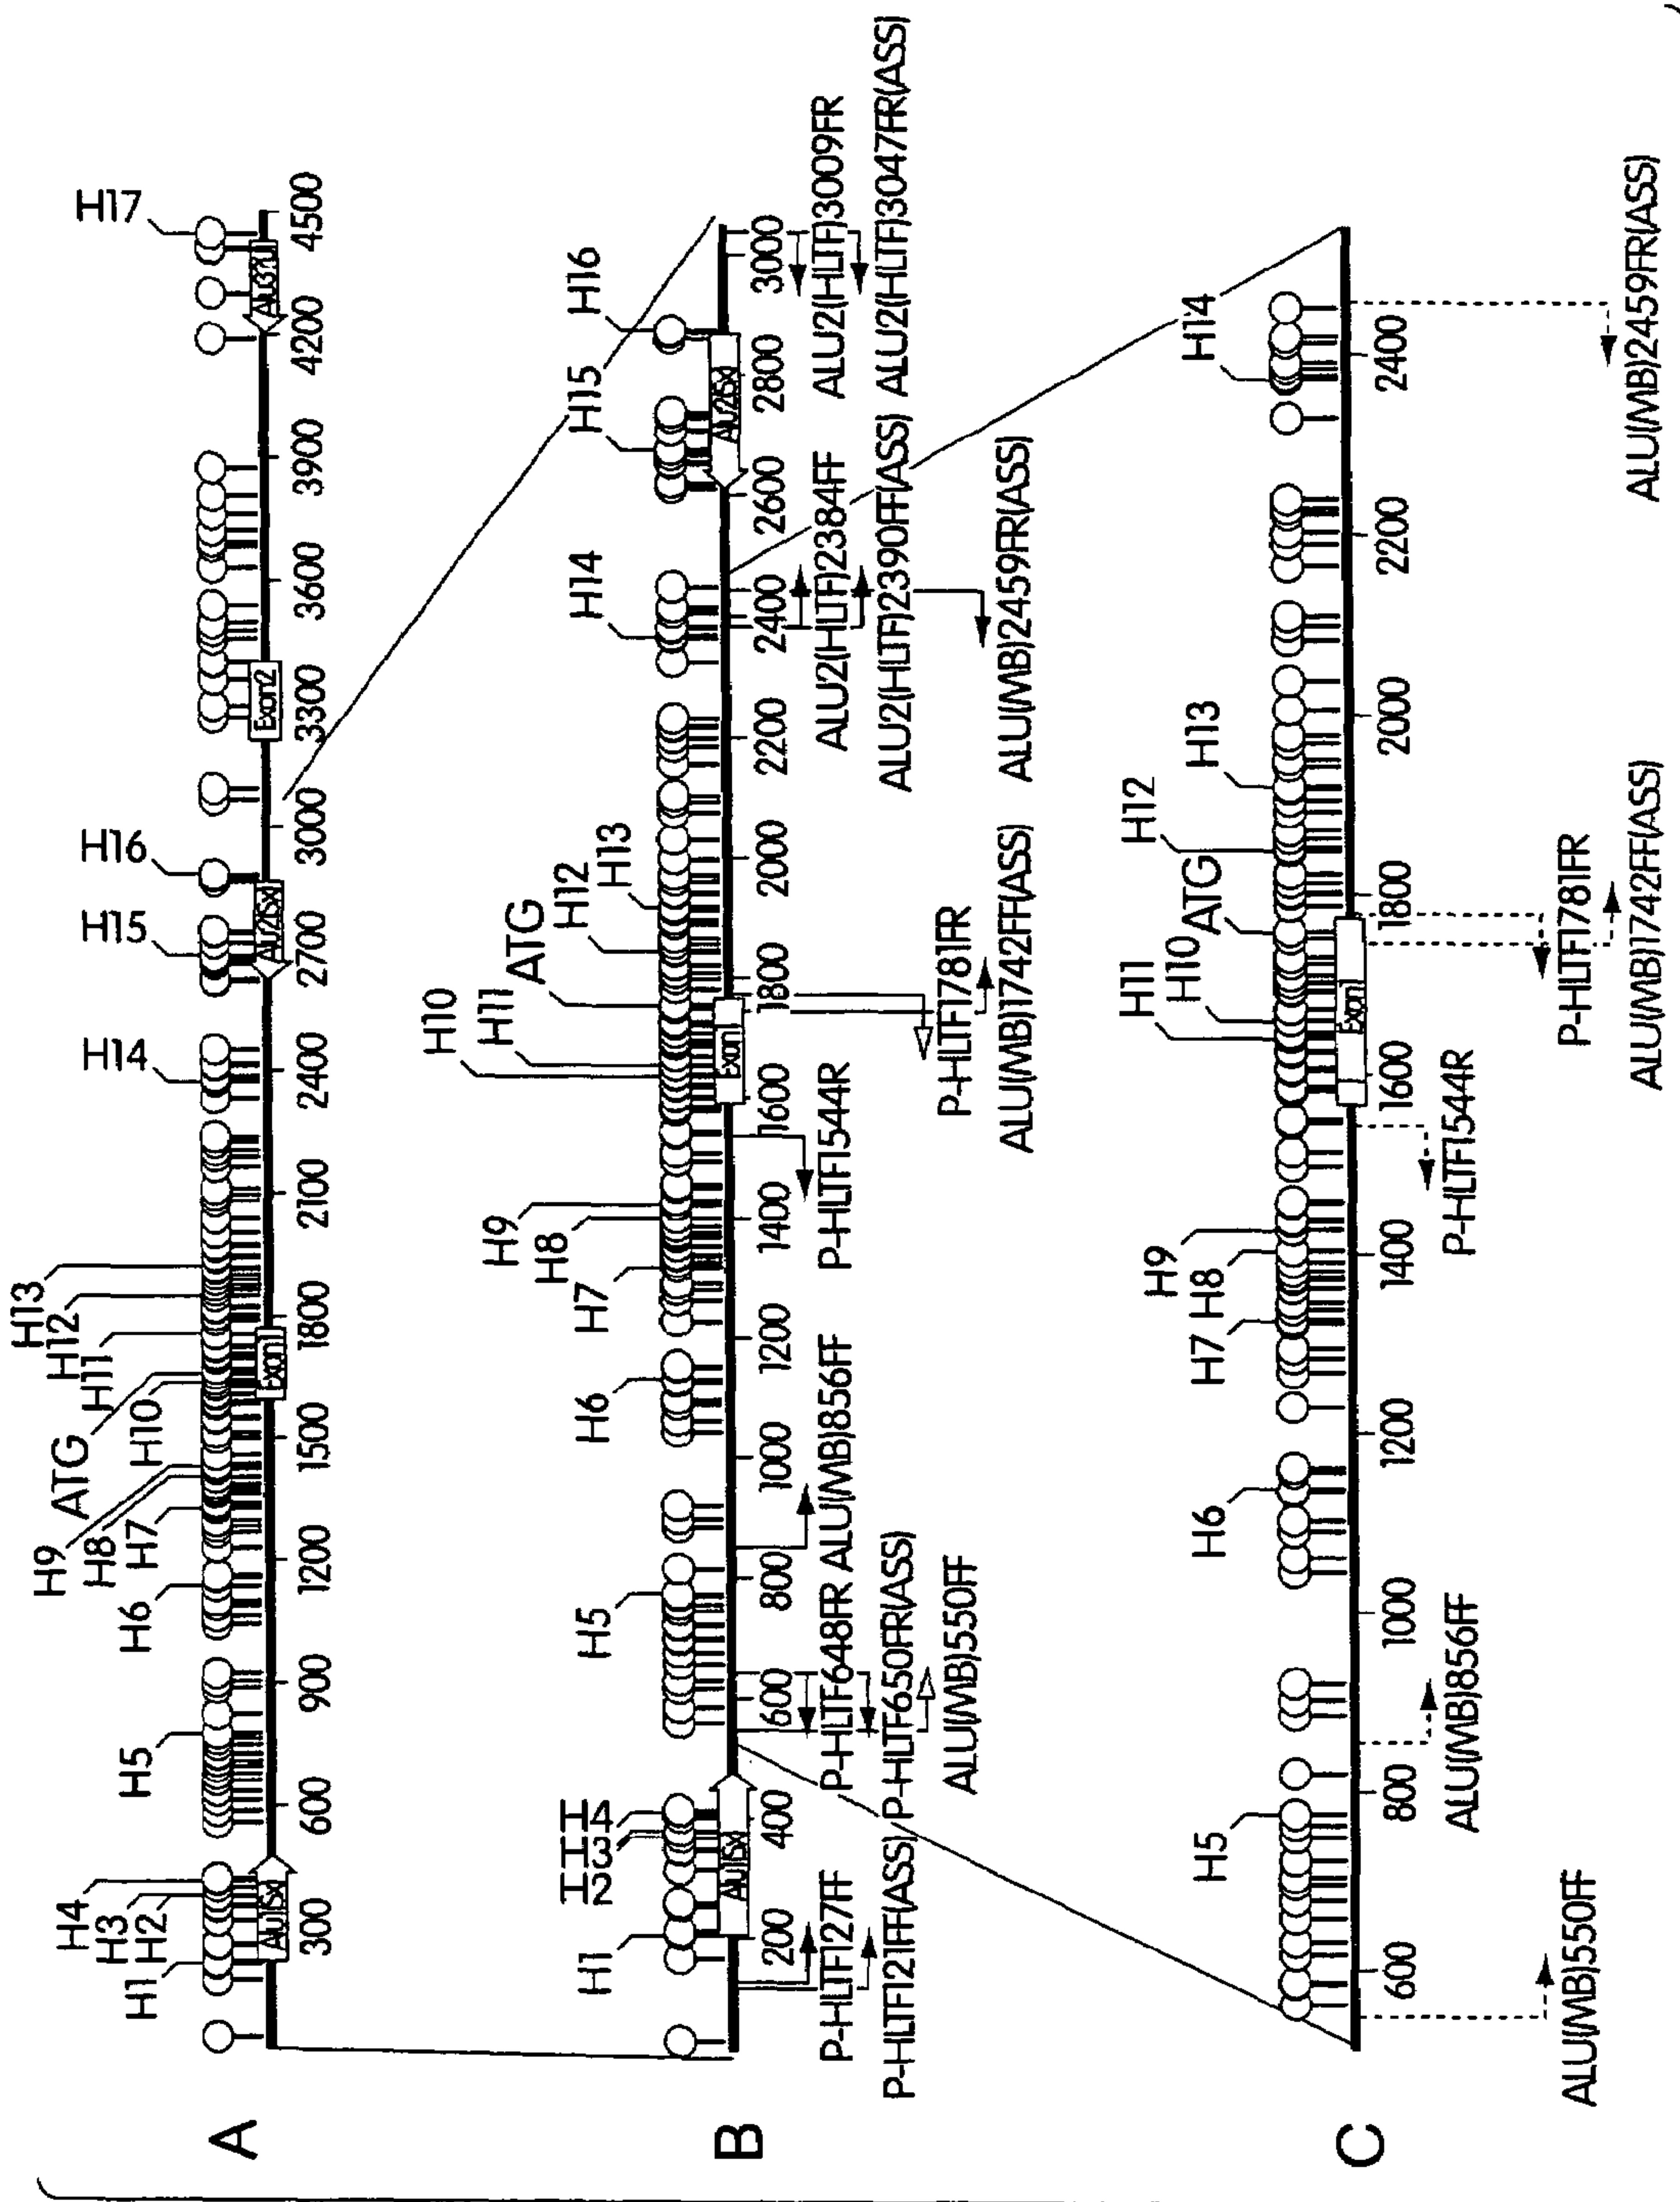 A
H1
H2
H3
H4
H5
H6
H7
H8
H9
ATG
H10
H11
H12
H13
H14
H15
H16
H17
Exon1
Exon2
300
600
900
1200
1500
1800
2100
2400
2700
3000
3300
3600
3900
4200
4500
B
H1
H2
H3
H4
H5
H6
H7
H8
H9
H10
H11
ATG
H12
H13
H14
H15
H16
Alu1(Sx)
Exon1
Alu2(Sx)
200
400
600
800
1000
1200
1400
1600
1800
2000
2200
2400
2600
2800
3000
P-HLTF127FF
P-HLTF121FF(ASS)
P-HLTF648FR
P-HLTF650FR(ASS)
ALU(MB)550FF
ALU(MB)856FF
P-HLTF1544R
P-HLTF1781FR
ALU(MB)1742FF(ASS)
ALU2(HLTF)2384FF
ALU2(HLTF)2390FF(ASS)
ALU(MB)2459FR(ASS)
ALU2(HLTF)3009FR
ALU2(HLTF)3047FR(ASS)
C
H5
H6
H7
H8
H9
H11
H10
ATG
H12
H13
H14
Exon1
600
800
1000
1200
1400
1600
1800
2000
2200
2400
ALU(MB)550FF
ALU(MB)856FF
P-HLTF1544R
P-HLTF1781FR
ALU(MB)1742FF(ASS)
ALU(MB)2459FR(ASS)